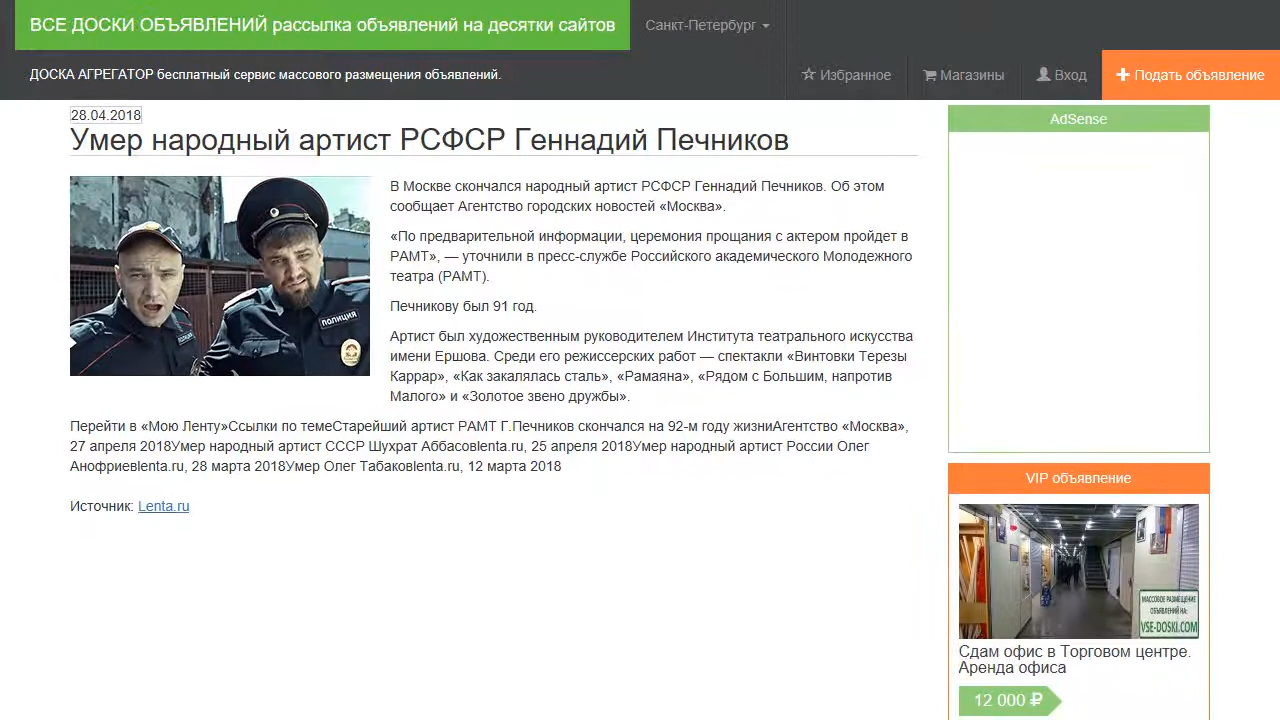 ВСЕ ДОСКИ ОБЪЯВЛЕНИЙ рассылка объявлений на десятки сайтов
Санкт-Петербург
ДОСКА АГРЕГАТОР бесплатный сервис массового размещения объявлений.
Избранное
Магазины
Вход
Подать объявление
28.04.2018
Умер народный артист РСФСР Геннадий Печников
В Москве скончался народный артист РСФСР Геннадий Печников. Об этом
сообщает Агентство городских новостей «Москва».
«По предварительной информации, церемония прощания с актером пройдет в
РАМТ», — уточнили в пресс-службе Российского академического Молодежного
театра (РАМТ).
Печникову был 91 год.
Артист был художественным руководителем Института театрального искусства
имени Ершова. Среди его режиссерских работ — спектакли «Винтовки Терезы
Каррар», «Как закалялась сталь», «Рамаяна», «Рядом с Большим, напротив
Малого» и «Золотое звено дружбы».
Перейти в «Мою Ленту»Ссылки по темеСтарейший артист РАМТ Г.Печников скончался на 92-м году жизниАгентство «Москва»,
27 апреля 2018Умер народный артист СССР Шухрат Аббасовlenta.ru, 25 апреля 2018Умер народный артист России Олег
Анофриевlenta.ru, 28 марта 2018Умер Олег Табаковlenta.ru, 12 марта 2018
Источник: Lenta.ru
ПОЛИЦИЯ
ПОЛИЦИЯ
AdSense
VIP объявление
МАССОВОЕ РАЗМЕЩЕНИЕ
ОБЪЯВЛЕНИЙ НА:
VSE-DOSKI.COM
Сдам офис в Торговом центре.
Аренда офиса
12 000 ₽